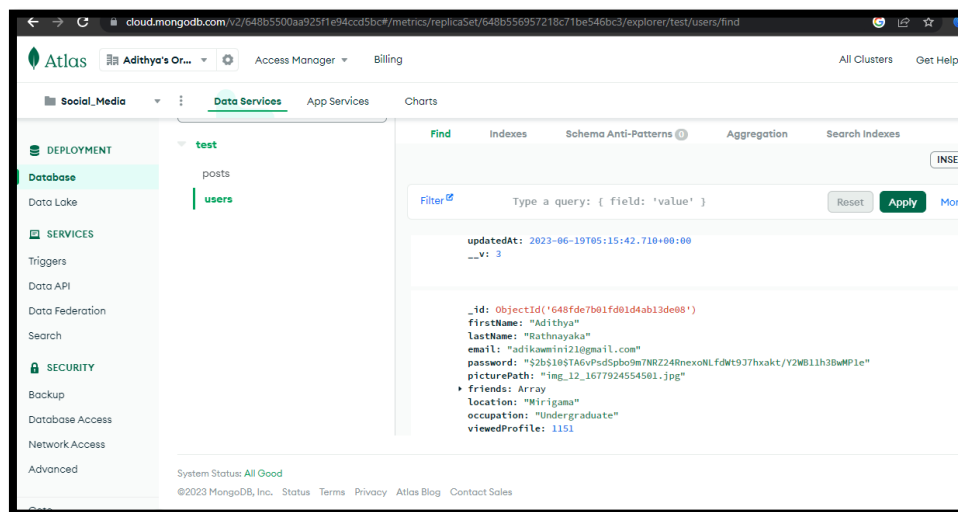 cloud.mongodb.com/v2/648b5500aa925f1e94ccd5bc#/metrics/replicaSet/648b556957218c71be546bc3/explorer/test/users/find
Atlas Adithya's Or... Access Manager Billing All Clusters Get Help
Social_Media Data Services App Services Charts
Find Indexes Schema Anti-Patterns 0 Aggregation Search Indexes
DEPLOYMENT
Database
Data Lake
SERVICES
Triggers
Data API
Data Federation
Search
SECURITY
Backup
Database Access
Network Access
Advanced
test
posts
users
INSE
Filter Type a query: { field: 'value' } Reset Apply Mor
updatedAt: 2023-06-19T05:15:42.710+00:00
__v: 3
_id: ObjectId('648fde7b01fd01d4ab13de08')
firstName: "Adithya"
lastName: "Rathnayaka"
email: "adikawmini21@gmail.com"
password: "$2b$10$TA6vPsdSpbo9m7NRZ24RnexoNLfdWt9J7hxakt/Y2WB11h3BwMP1e"
picturePath: "img_12_1677924554501.jpg"
friends: Array
location: "Mirigama"
occupation: "Undergraduate"
viewedProfile: 1151
System Status: All Good
©2023 MongoDB, Inc. Status Terms Privacy Atlas Blog Contact Sales